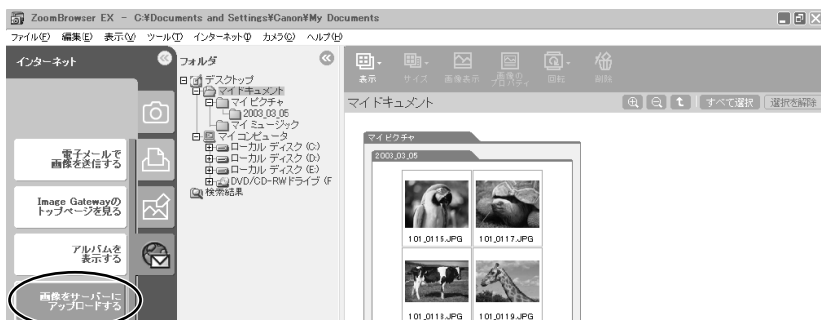 ZoomBrowser EX - C:¥Documents and Settings¥Canon¥My Documents
ファイル(F) 編集(E) 表示(V) ツール(T) インターネット(I) カメラ(C) ヘルプ(H)
インターネット
電子メールで
画像を送信する
Image Gatewayの
トップページを見る
アルバムを
表示する
画像をサーバーに
アップロードする
フォルダ
デスクトップ
マイドキュメント
マイピクチャ
2003_03_05
マイミュージック
マイコンピュータ
ローカル ディスク (C)
ローカル ディスク (D)
ローカル ディスク (E)
DVD/CD-RWドライブ (F
検索結果
表示
サイズ
画像表示
画像の
プロパティ
回転
削除
マイドキュメント
すべて選択
選択を解除
マイピクチャ
2003_03_05
101_0117.JPG
101_0118.JPG
101_0119.JPG